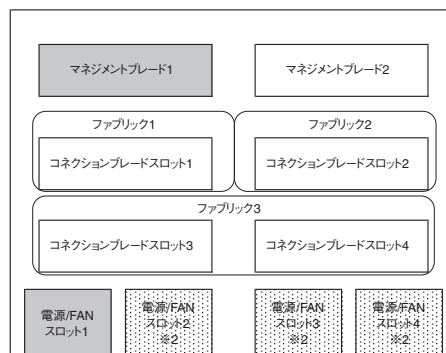 マネジメントブレード1
マネジメントブレード2
ファブリック1
ファブリック2
コネクションブレードスロット1
コネクションブレードスロット2
ファブリック3
コネクションブレードスロット3
コネクションブレードスロット4
電源/FAN
スロット1
電源/FAN
スロット2
※2
電源/FAN
スロット3
※2
電源/FAN
スロット4
※2